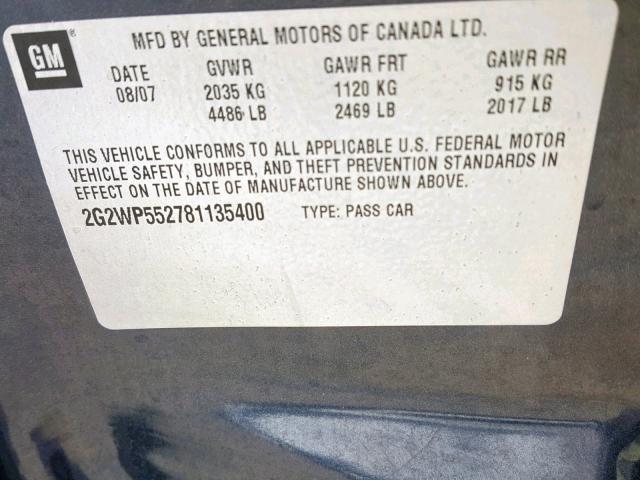 GM ®
MFD BY GENERAL MOTORS OF CANADA LTD.
DATE GVWR GAWR FRT GAWR RR
08/07 2035 KG 1120 KG 915 KG
4486 LB 2469 LB 2017 LB
THIS VEHICLE CONFORMS TO ALL APPLICABLE U.S. FEDERAL MOTOR
VEHICLE SAFETY, BUMPER, AND THEFT PREVENTION STANDARDS IN
EFFECT ON THE DATE OF MANUFACTURE SHOWN ABOVE.
2G2WP552781135400 TYPE: PASS CAR